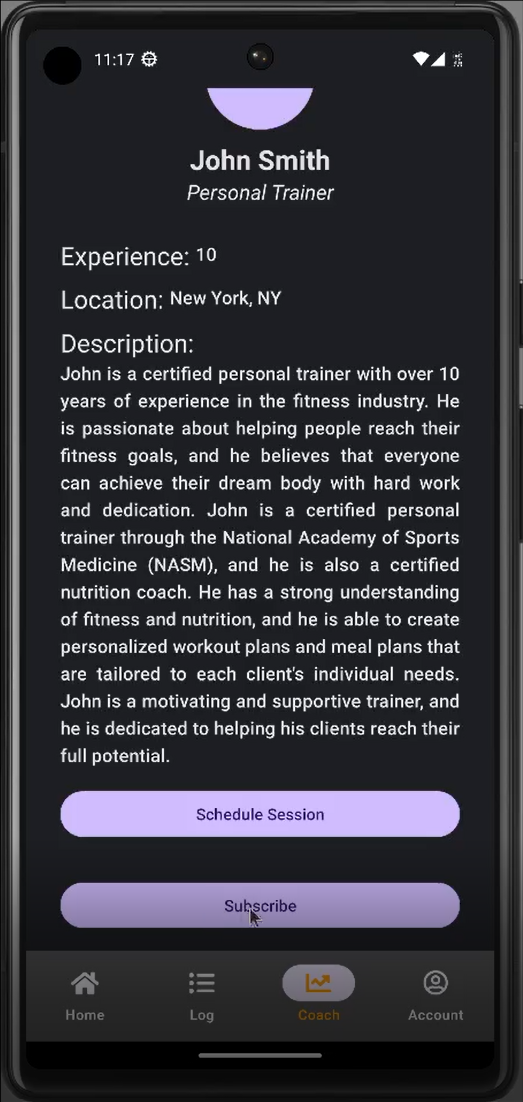 11:17
John Smith
Personal Trainer
Experience: 10
Location: New York, NY
Description:
John is a certified personal trainer with over 10
years of experience in the fitness industry. He
is passionate about helping people reach their
fitness goals, and he believes that everyone
can achieve their dream body with hard work
and dedication. John is a certified personal
trainer through the National Academy of Sports
Medicine (NASM), and he is also a certified
nutrition coach. He has a strong understanding
of fitness and nutrition, and he is able to create
personalized workout plans and meal plans that
are tailored to each client's individual needs.
John is a motivating and supportive trainer, and
he is dedicated to helping his clients reach their
full potential.
Schedule Session
Subscribe
Home Log Coach Account